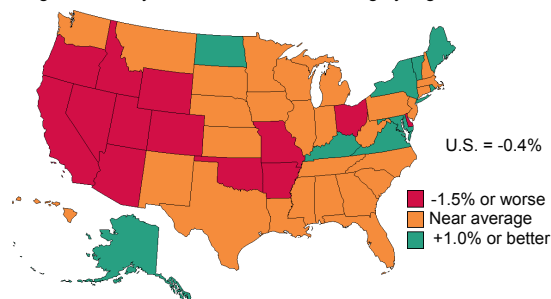 U.S. = -0.4%
-1.5% or worse
Near average
+1.0% or better